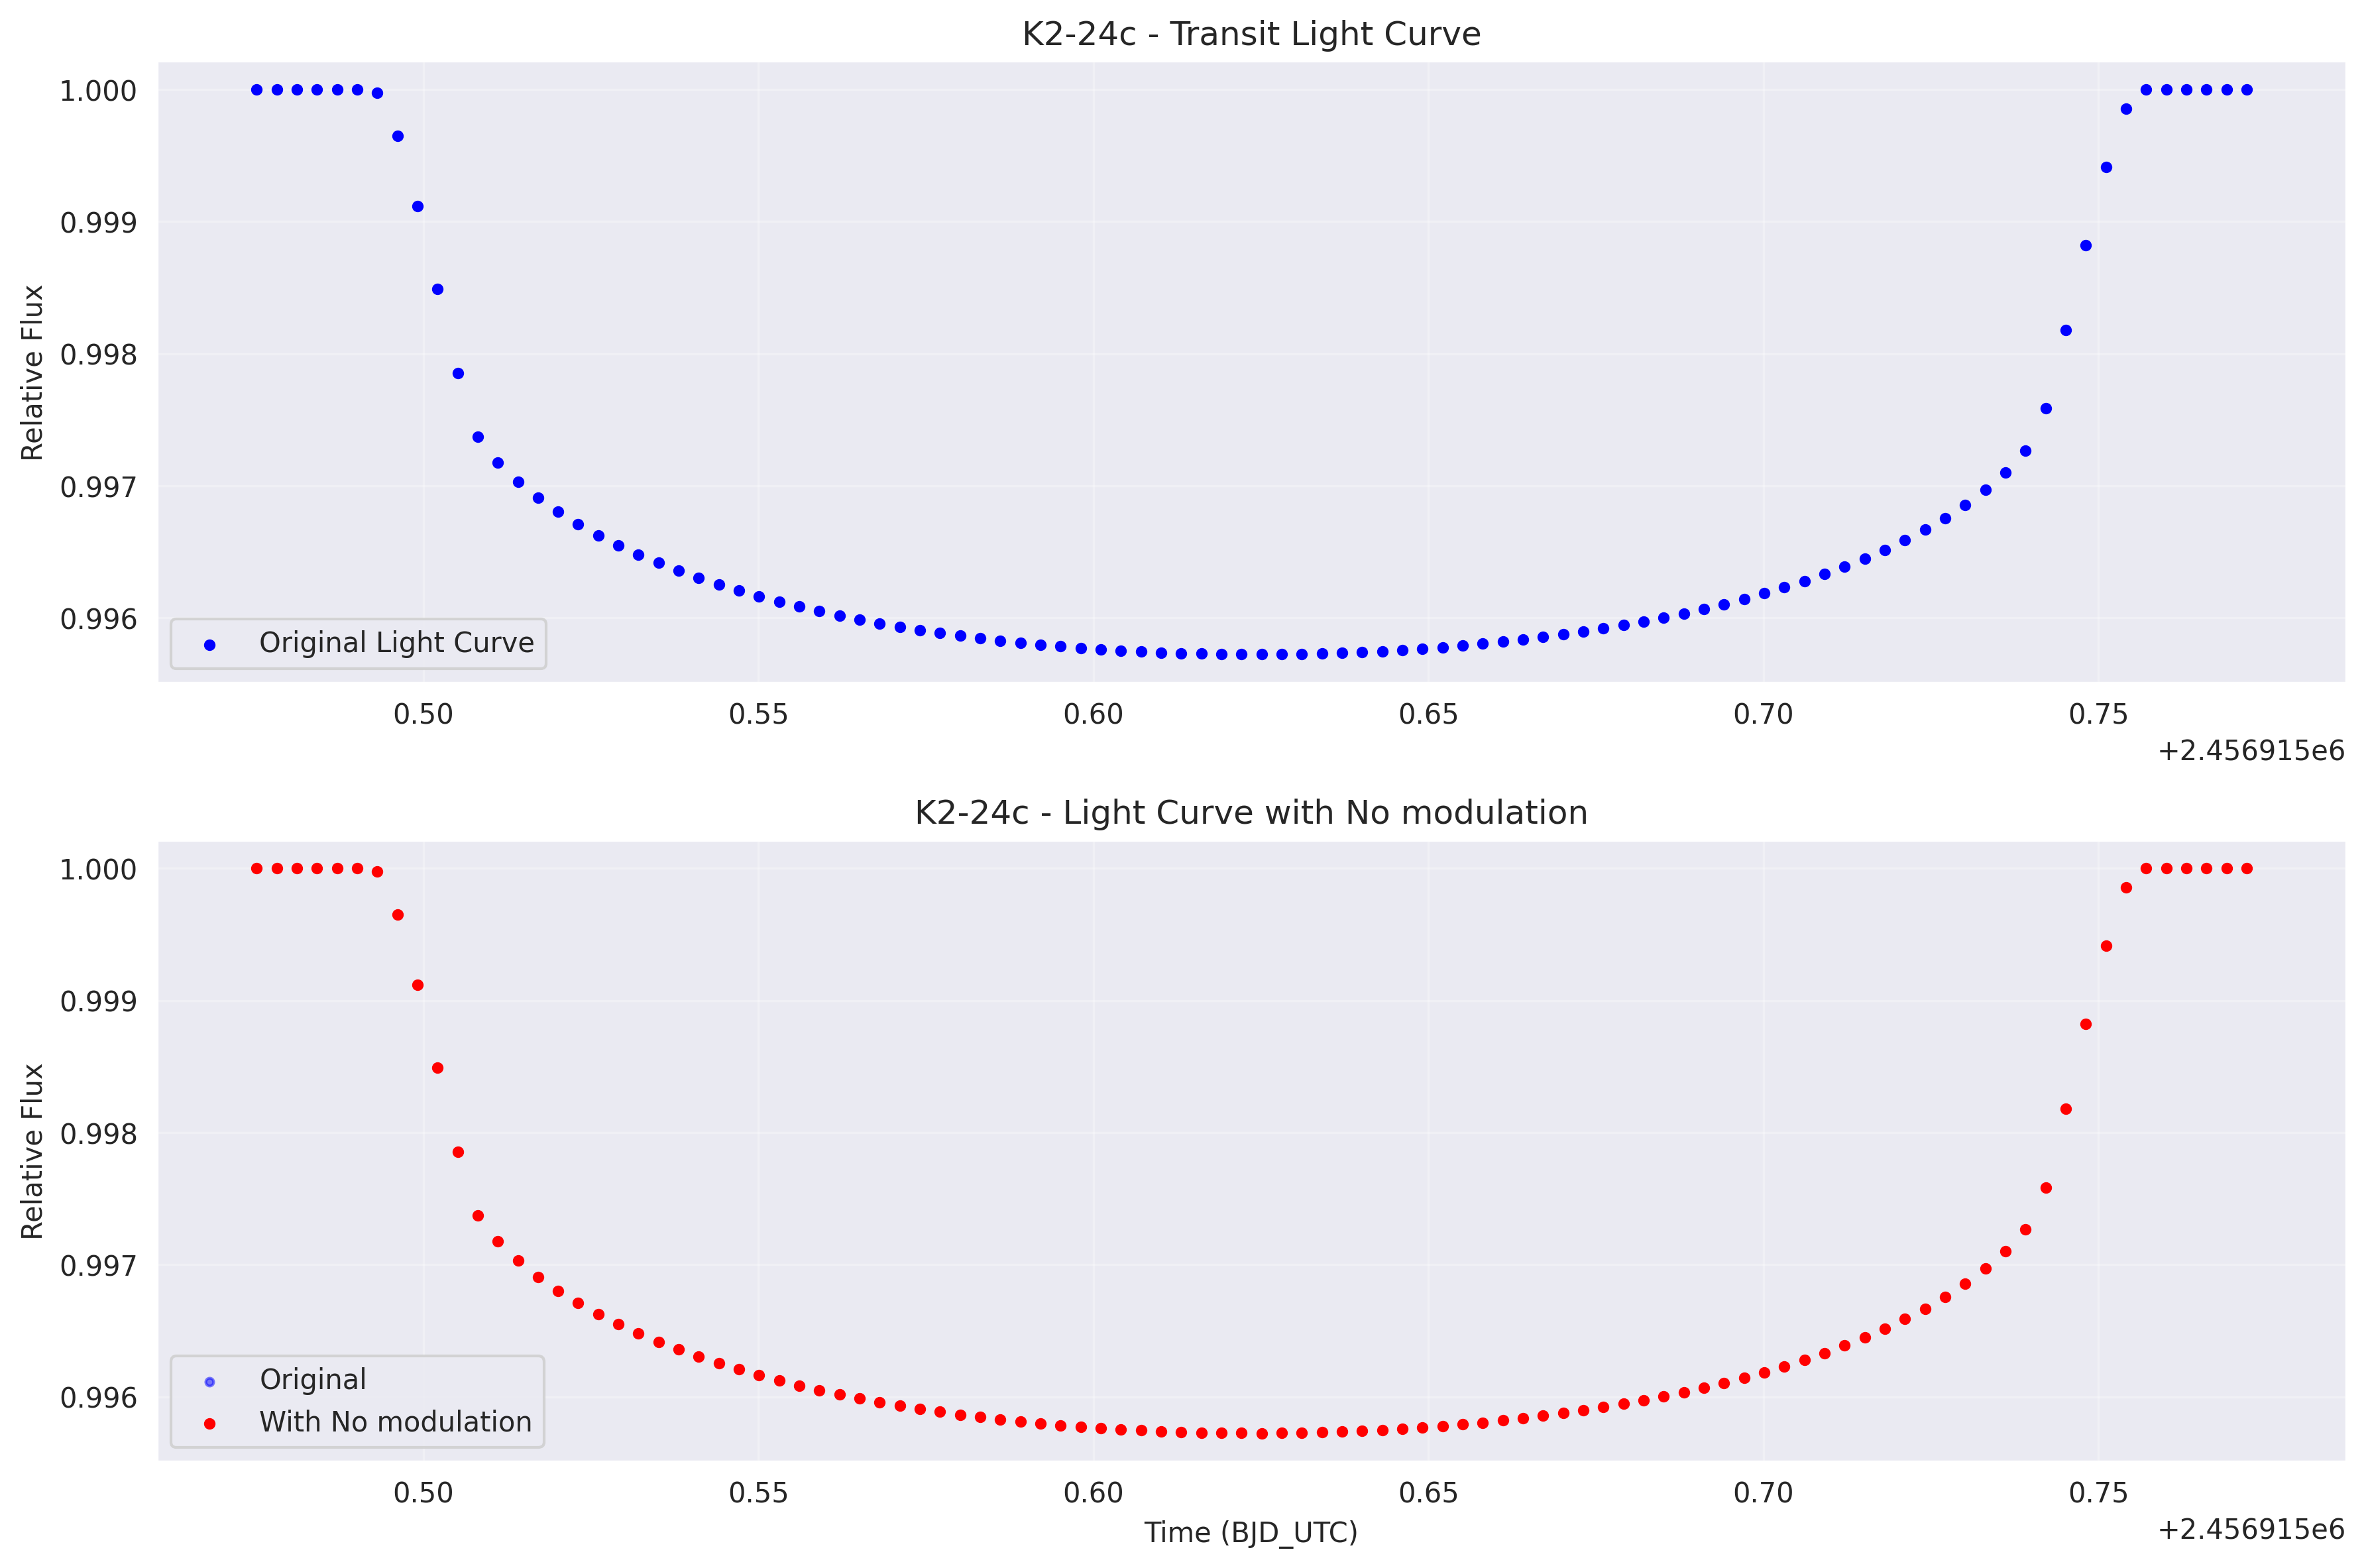 K2-24c - Transit Light Curve
Relative Flux
1.000
0.999
0.998
0.997
0.996
Original Light Curve
0.50 0.55 0.60 0.65 0.70 0.75
+2.456915e6
K2-24c - Light Curve with No modulation
Relative Flux
1.000
0.999
0.998
0.997
0.996
Original
With No modulation
0.50 0.55 0.60 0.65 0.70 0.75
Time (BJD_UTC)
+2.456915e6